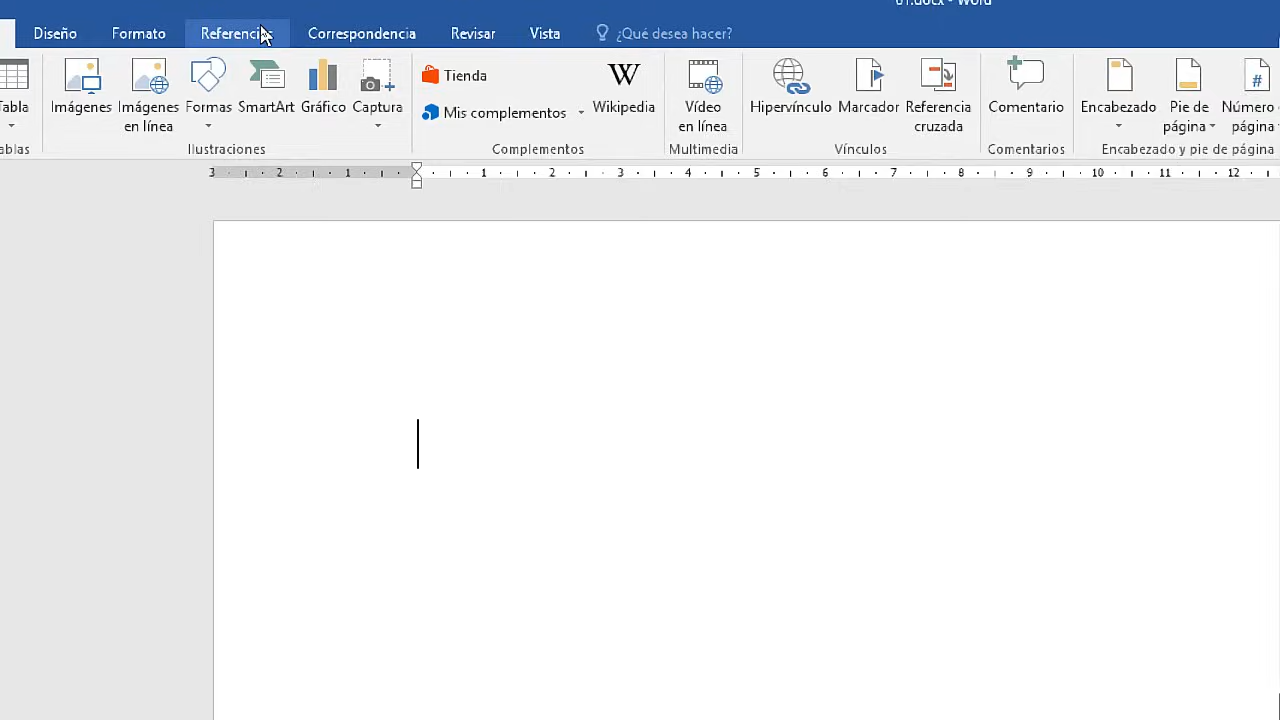 01.docx - Word
Diseño Formato Referencias Correspondencia Revisar Vista ¿Qué desea hacer?
Tabla Imágenes Imágenes en línea Formas SmartArt Gráfico Captura Tienda Mis complementos Wikipedia Vídeo en línea Hipervínculo Marcador Referencia cruzada Comentario Encabezado Pie de página Número página
Ilustraciones Complementos Multimedia Vínculos Comentarios Encabezado y pie de página
3 2 1 1 2 3 4 5 6 7 8 9 10 11 12